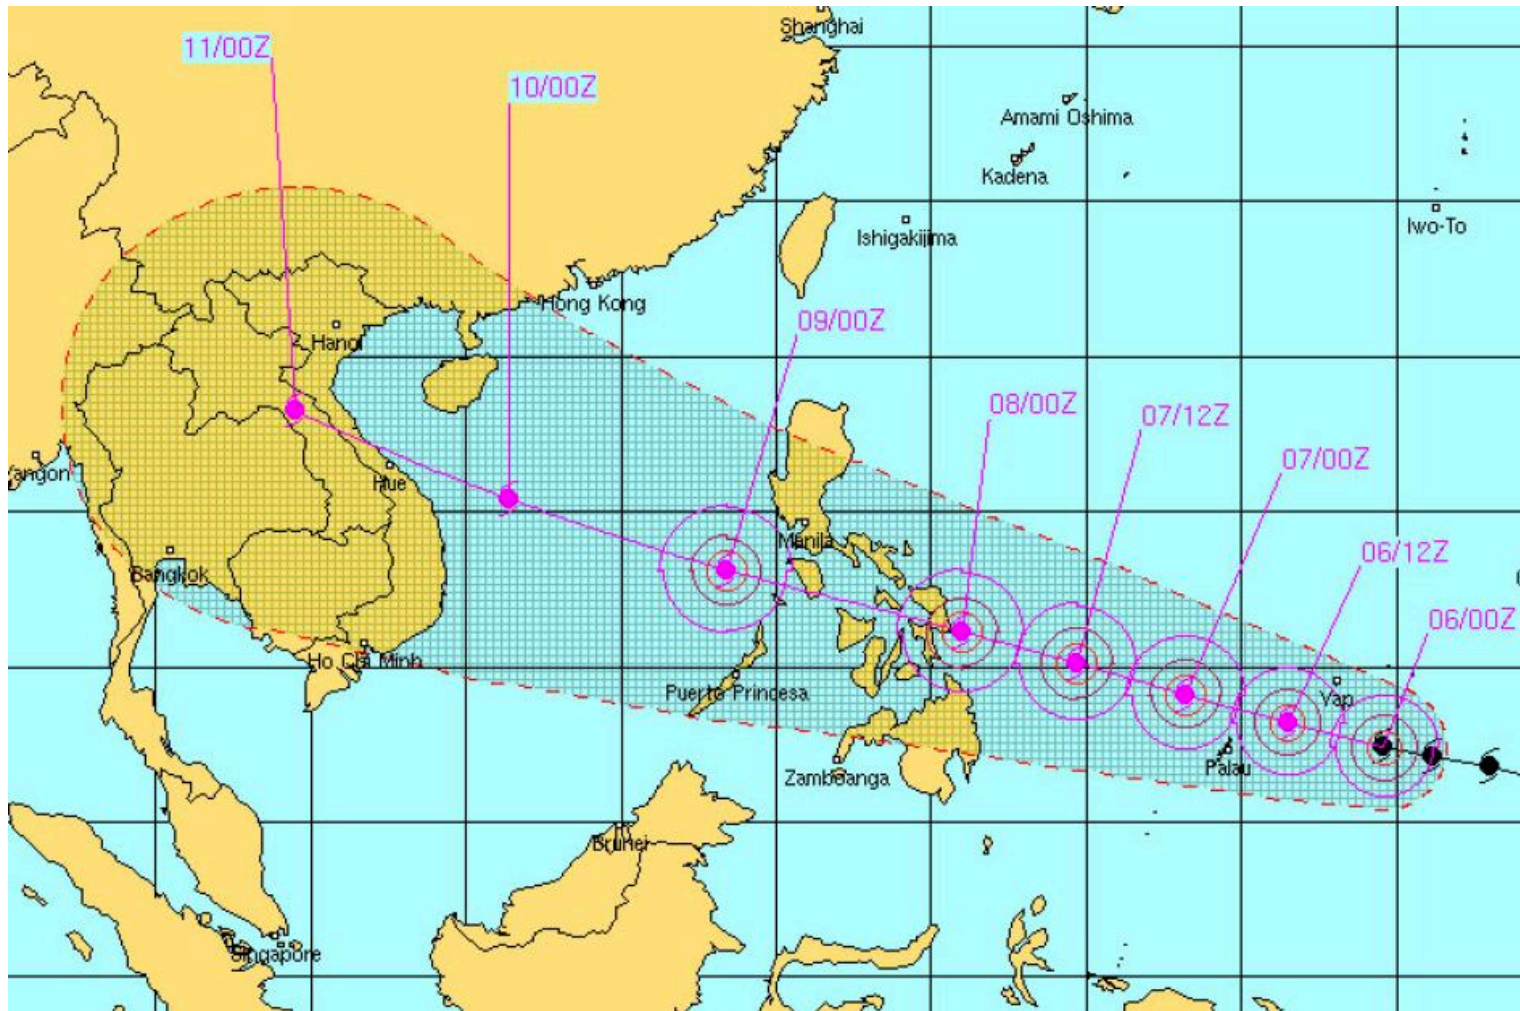 Shanghai
11/00Z
10/00Z
Amami Oshima
Kadena
Iwo-To
Ishigakijima
Hong Kong
09/00Z
Hanoi
08/00Z
07/12Z
07/00Z
Yangon
Hue
Manila
06/12Z
Bangkok
06/00Z
Ho Chi Minh
Puerto Princesa
Yap
Palau
Zamboanga
Brunei
Singapore